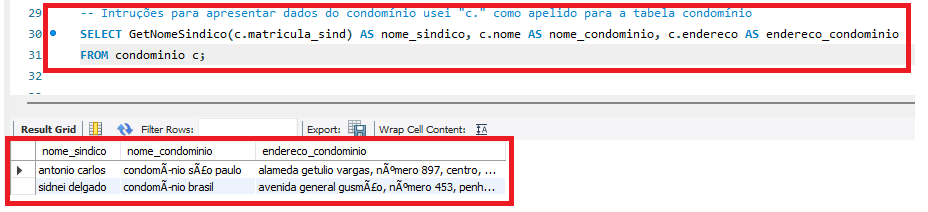 29 -- Intruções para apresentar dados do condomínio usei "c." como apelido para a tabela condomínio
30 SELECT GetNomeSindico(c.matricula_sind) AS nome_sindico, c.nome AS nome_condominio, c.endereco AS endereco_condominio
31 FROM condominio c;
32
Result Grid Filter Rows: Export: Wrap Cell Content: IA
nome_sindico nome_condominio endereco_condominio
antonio carlos condomÃ-nio sÃ£o paulo alameda getulio vargas, nÃºmero 897, centro, ...
sidnei delgado condomÃ-nio brasil avenida general gusmÃ£o, nÃºmero 453, penh...